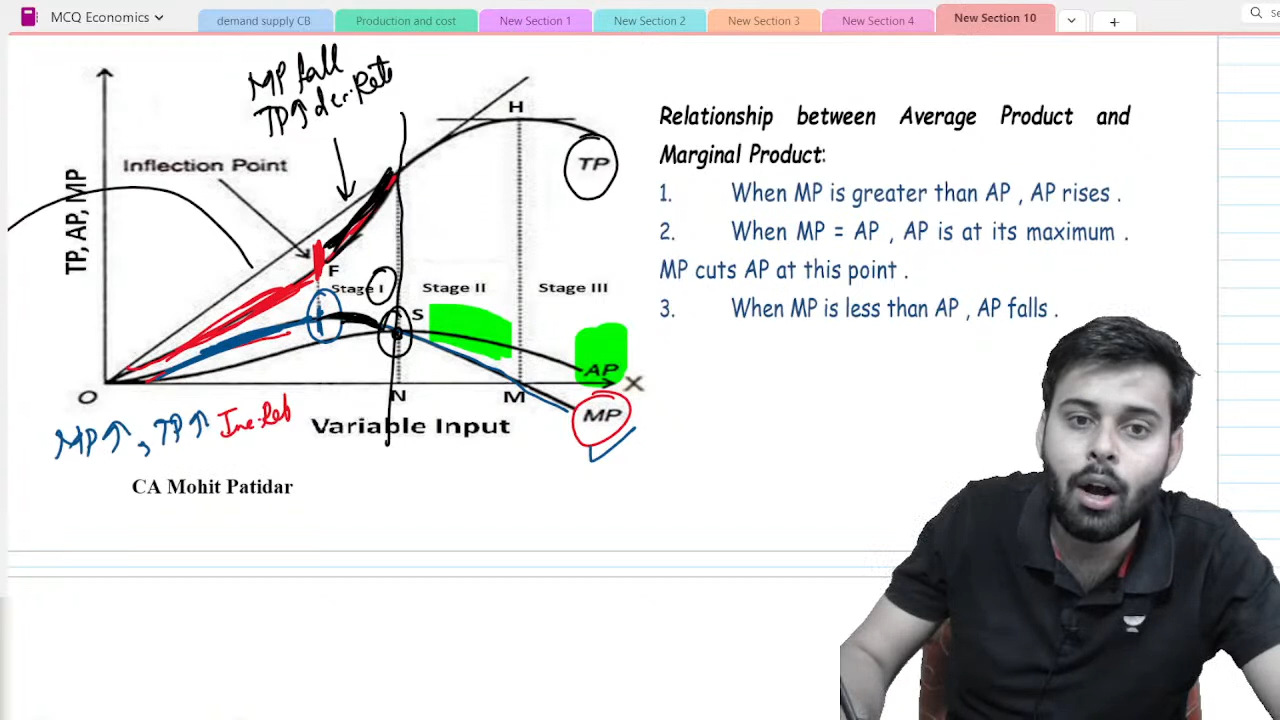 MCQ Economics
demand supply CB
Production and cost
New Section 1
New Section 2
New Section 3
New Section 4
New Section 10
Se
MP fall
TP↑ der. Rate
Inflection Point
TP, AP, MP
H
TP
F
Stage I
Stage II
Stage III
S
AP
O
N
M
X
MP
Variable Input
MP↑, TP↑ Inc. Rat
CA Mohit Patidar
Relationship between Average Product and
Marginal Product:
1. When MP is greater than AP , AP rises .
2. When MP = AP , AP is at its maximum .
MP cuts AP at this point .
3. When MP is less than AP , AP falls .